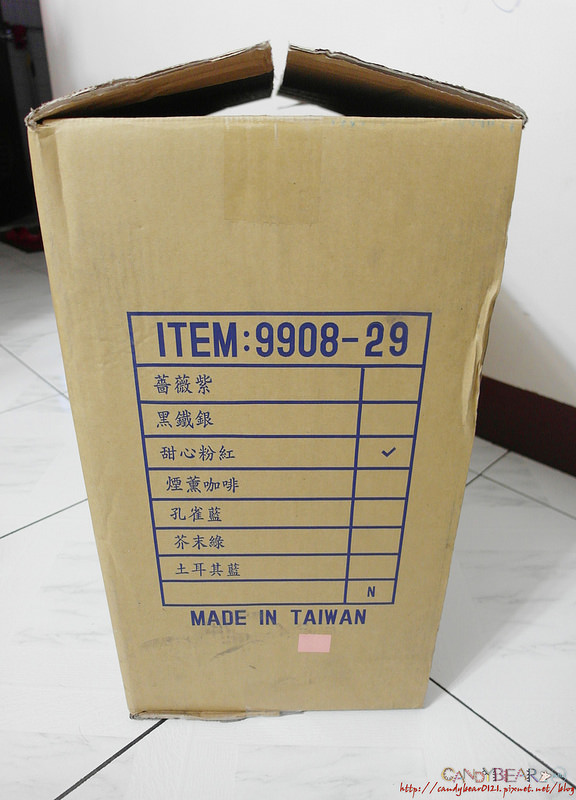 ITEM:9908-29
薔薇紫
黑鐵銀
甜心粉紅 ✓
煙薰咖啡
孔雀藍
芥末綠
土耳其藍
N
MADE IN TAIWAN
CANDYBEAR
http://candybear0121.pixnet.net/blog